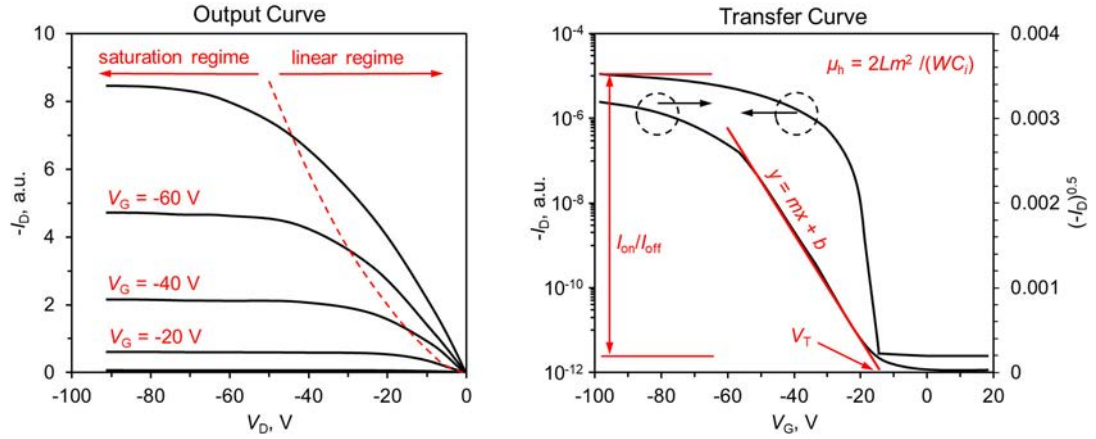 Output Curve
10
8
6
4
2
0
-I_D, a.u.
saturation regime
linear regime
V_G = -60 V
V_G = -40 V
V_G = -20 V
-100 -80 -60 -40 -20 0
V_D, V
Transfer Curve
10^-4
10^-6
10^-8
10^-10
10^-12
-I_D, a.u.
μ_h = 2Lm^2 /(WC_i)
y = mx + b
I_on/I_off
V_T
0.004
0.003
0.002
0.001
0
(-I_D)^0.5
-100 -80 -60 -40 -20 0 20
V_G, V